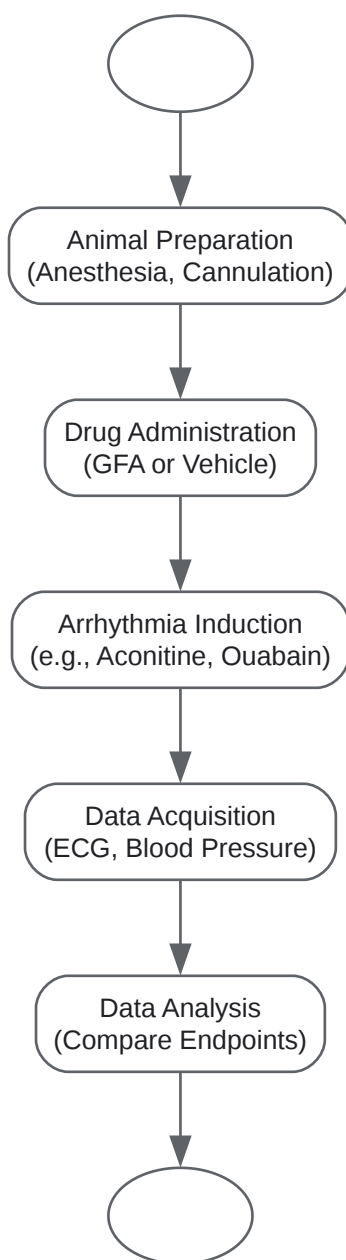 Animal Preparation
(Anesthesia, Cannulation)
Drug Administration
(GFA or Vehicle)
Arrhythmia Induction
(e.g., Aconitine, Ouabain)
Data Acquisition
(ECG, Blood Pressure)
Data Analysis
(Compare Endpoints)